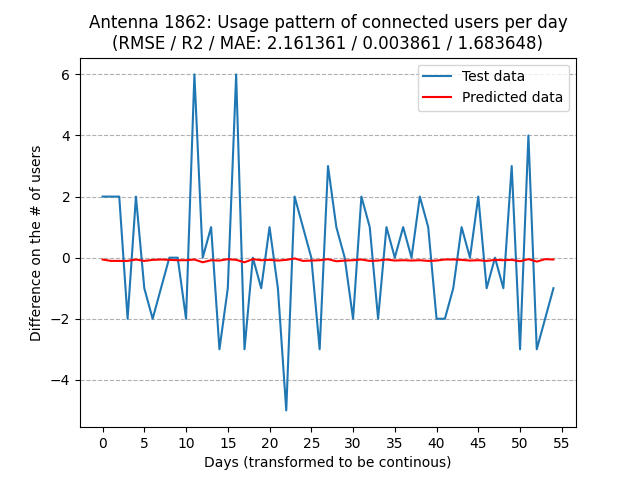 Antenna 1862: Usage pattern of connected users per day
(RMSE / R2 / MAE: 2.161361 / 0.003861 / 1.683648)
Test data
Predicted data
Difference on the # of users
6
4
2
0
−2
−4
0 5 10 15 20 25 30 35 40 45 50 55
Days (transformed to be continous)